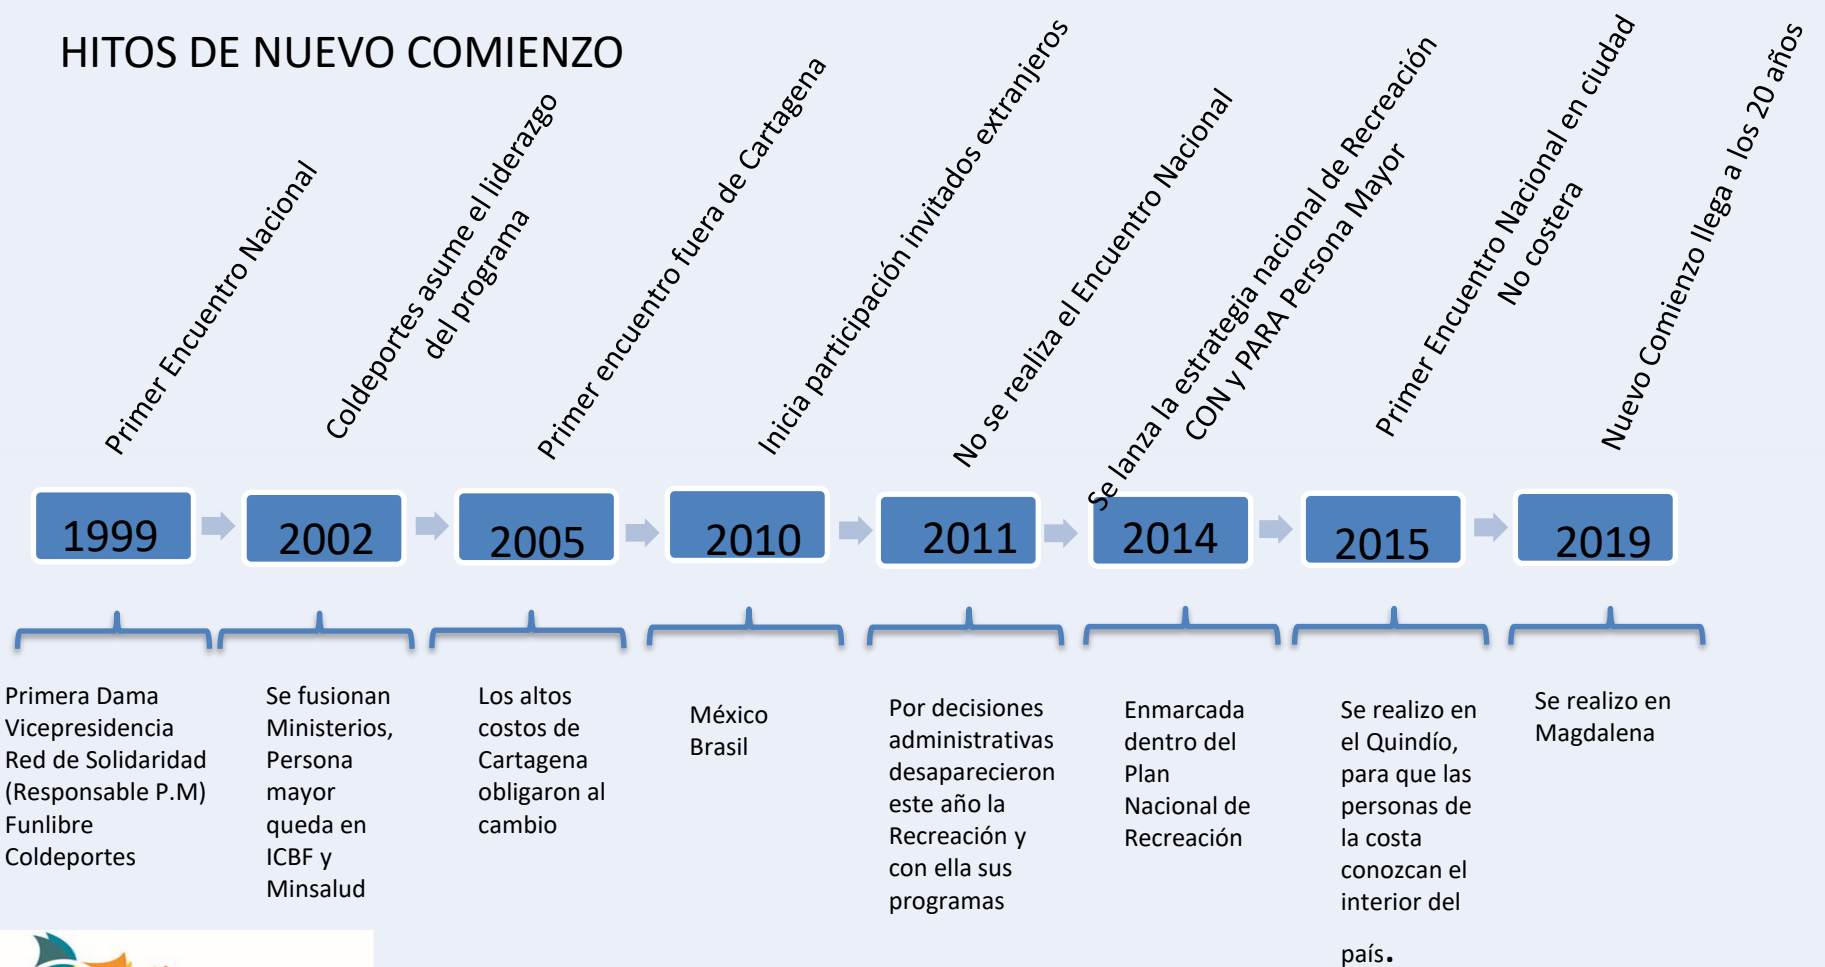 HITOS DE NUEVO COMIENZO
Primer Encuentro Nacional
Coldeportes asume el liderazgo
del programa
Primer encuentro fuera de Cartagena
Inicia participación invitados extranjeros
No se realiza el Encuentro Nacional
Se lanza la estrategia nacional de Recreación
CON y PARA Persona Mayor
Primer Encuentro Nacional en ciudad
No costera
Nuevo Comienzo llega a los 20 años
1999
2002
2005
2010
2011
2014
2015
2019
Primera Dama
Vicepresidencia
Red de Solidaridad
(Responsable P.M)
Funlibre
Coldeportes
Se fusionan
Ministerios,
Persona
mayor
queda en
ICBF y
Minsalud
Los altos
costos de
Cartagena
obligaron al
cambio
México
Brasil
Por decisiones
administrativas
desaparecieron
este año la
Recreación y
con ella sus
programas
Enmarcada
dentro del
Plan
Nacional de
Recreación
Se realizo en
el Quindío,
para que las
personas de
la costa
conozcan el
interior del
país.
Se realizo en
Magdalena